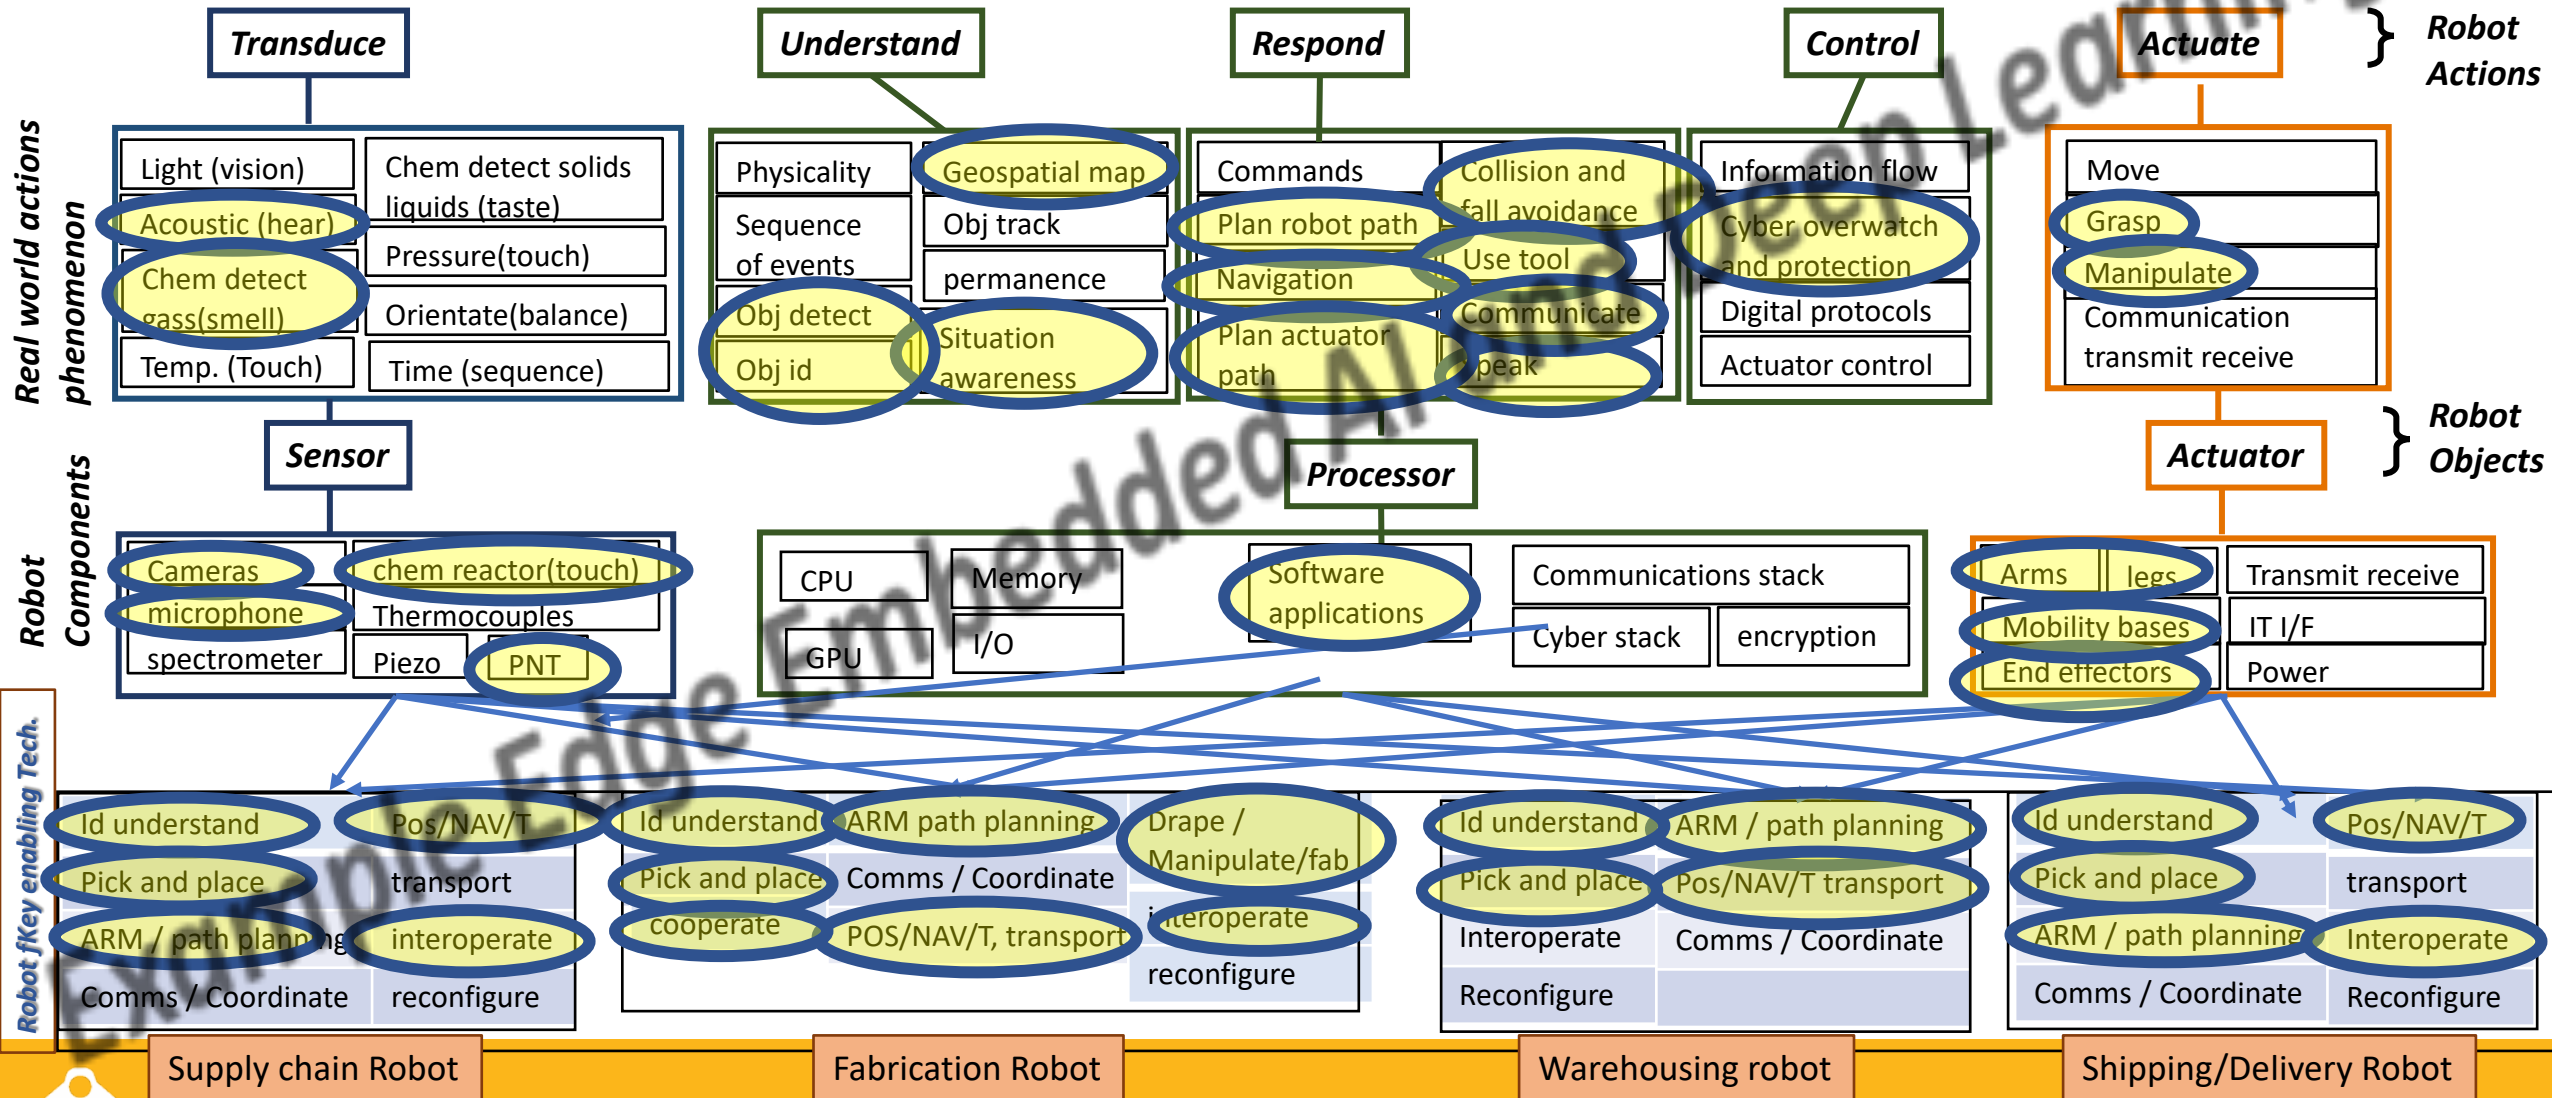 Transduce
Understand
Respond
Control
Actuate
} Robot
Actions
Real world actions
phenomenon
Light (vision)
Acoustic (hear)
Chem detect
gass(smell)
Temp. (Touch)
Chem detect solids
liquids (taste)
Pressure(touch)
Orientate(balance)
Time (sequence)
Physicality
Sequence
of events
Obj detect
Obj id
Geospatial map
Obj track
permanence
Situation
awareness
Commands
Plan robot path
Navigation
Plan actuator
path
Collision and
fall avoidance
Use tool
Communicate
peak
Information flow
Cyber overwatch
and protection
Digital protocols
Actuator control
Move
Grasp
Manipulate
Communication
transmit receive
Sensor
Processor
Actuator
} Robot
Objects
Robot
Components
Cameras
microphone
spectrometer
chem reactor(touch)
Thermocouples
Piezo
PNT
CPU
GPU
Memory
I/O
Software
applications
Communications stack
Cyber stack
encryption
Arms
legs
Mobility bases
End effectors
Transmit receive
IT I/F
Power
Robot fKey enabling Tech.
Id understand
Pos/NAV/T
Pick and place
transport
ARM / path planning
interoperate
Comms / Coordinate
reconfigure
Id understand
ARM path planning
Drape /
Manipulate/fab
Pick and place
Comms / Coordinate
cooperate
POS/NAV/T, transport
interoperate
reconfigure
Id understand
ARM / path planning
Pick and place
Pos/NAV/T transport
Interoperate
Comms / Coordinate
Reconfigure
Id understand
Pos/NAV/T
Pick and place
transport
ARM / path planning
Interoperate
Comms / Coordinate
Reconfigure
Supply chain Robot
Fabrication Robot
Warehousing robot
Shipping/Delivery Robot
Example Edge Embedded AI and Deep Learning